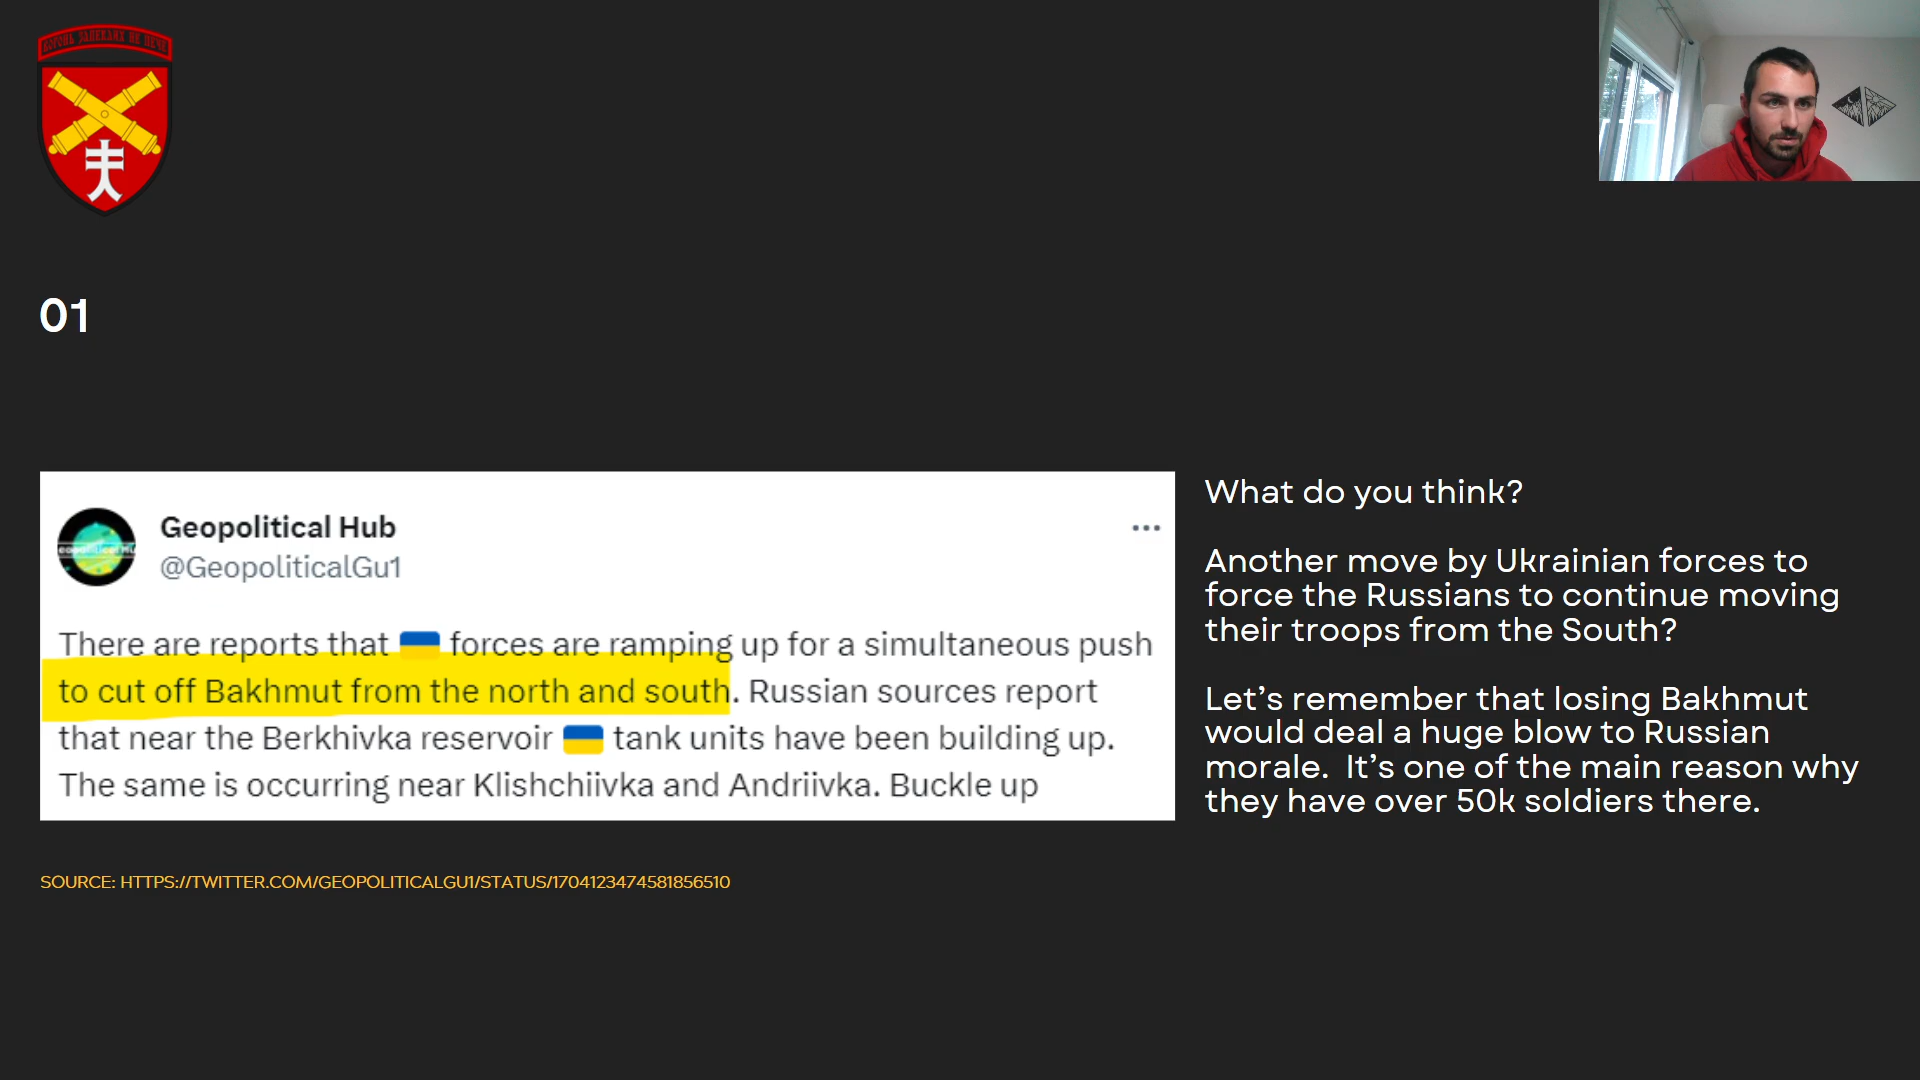 01
Geopolitical Hub
@GeopoliticalGu1
There are reports that 🇺🇦 forces are ramping up for a simultaneous push
to cut off Bakhmut from the north and south. Russian sources report
that near the Berkhivka reservoir 🇺🇦 tank units have been building up.
The same is occurring near Klishchiivka and Andriivka. Buckle up
What do you think?
Another move by Ukrainian forces to
force the Russians to continue moving
their troops from the South?
Let’s remember that losing Bakhmut
would deal a huge blow to Russian
morale.  It’s one of the main reason why
they have over 50k soldiers there.
SOURCE: HTTPS://TWITTER.COM/GEOPOLITICALGU1/STATUS/1704123474581856510